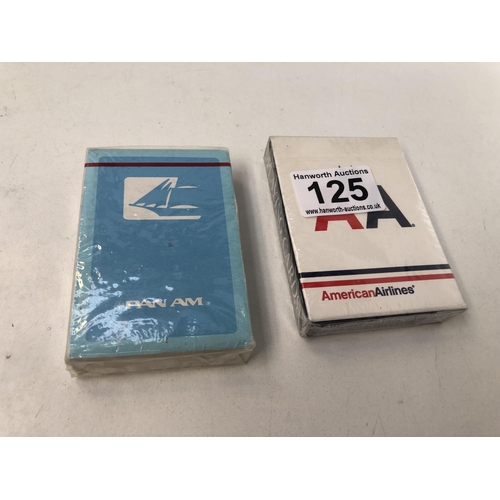 PAN AM
Hanworth Auctions
125
www.hanworth-auctions.co.uk
AA
AmericanAirlines